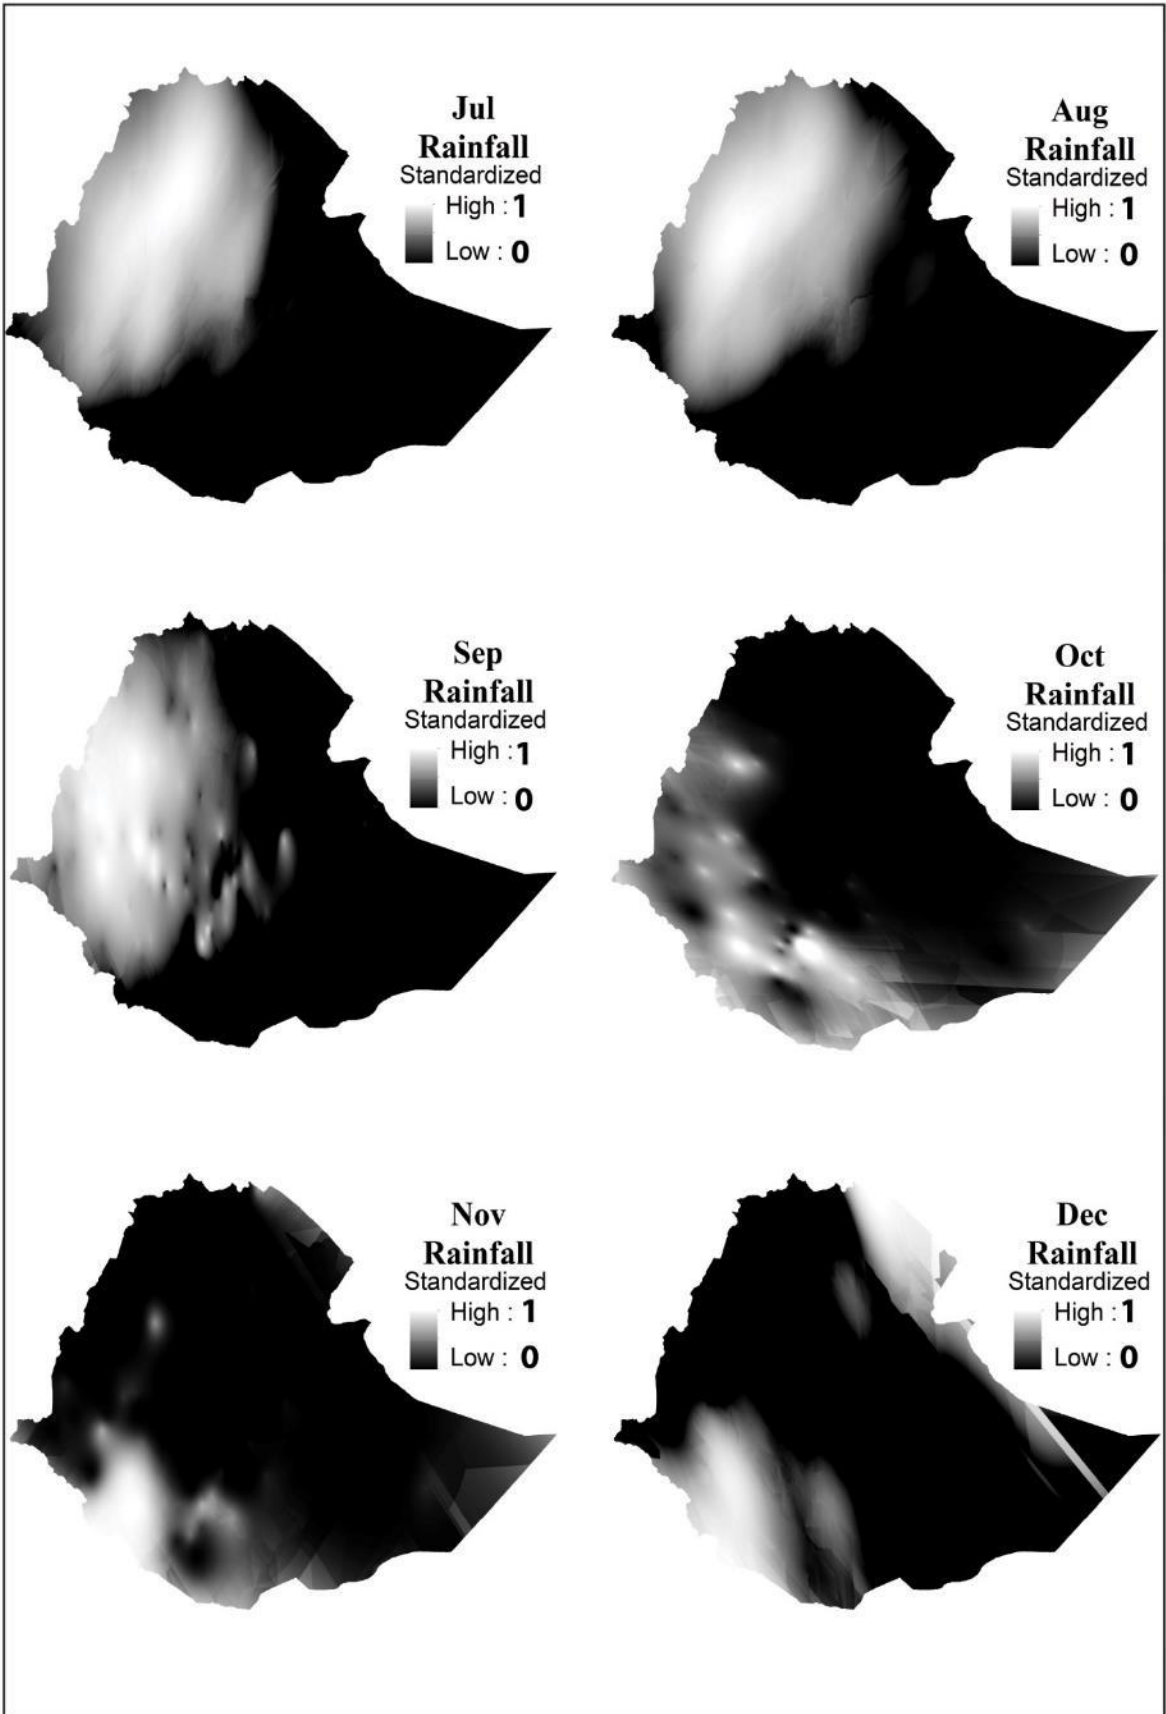 Jul
Rainfall
Standardized
High : 1
Low : 0
Aug
Rainfall
Standardized
High : 1
Low : 0
Sep
Rainfall
Standardized
High : 1
Low : 0
Oct
Rainfall
Standardized
High : 1
Low : 0
Nov
Rainfall
Standardized
High : 1
Low : 0
Dec
Rainfall
Standardized
High : 1
Low : 0